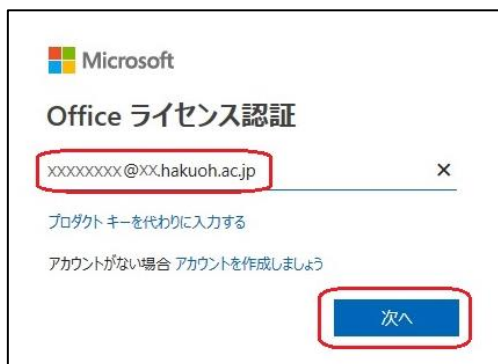 Microsoft
Office ライセンス認証
xxxxxxxx@XX.hakuoh.ac.jp ×
プロダクト キーを代わりに入力する
アカウントがない場合 アカウントを作成しましょう
次へ